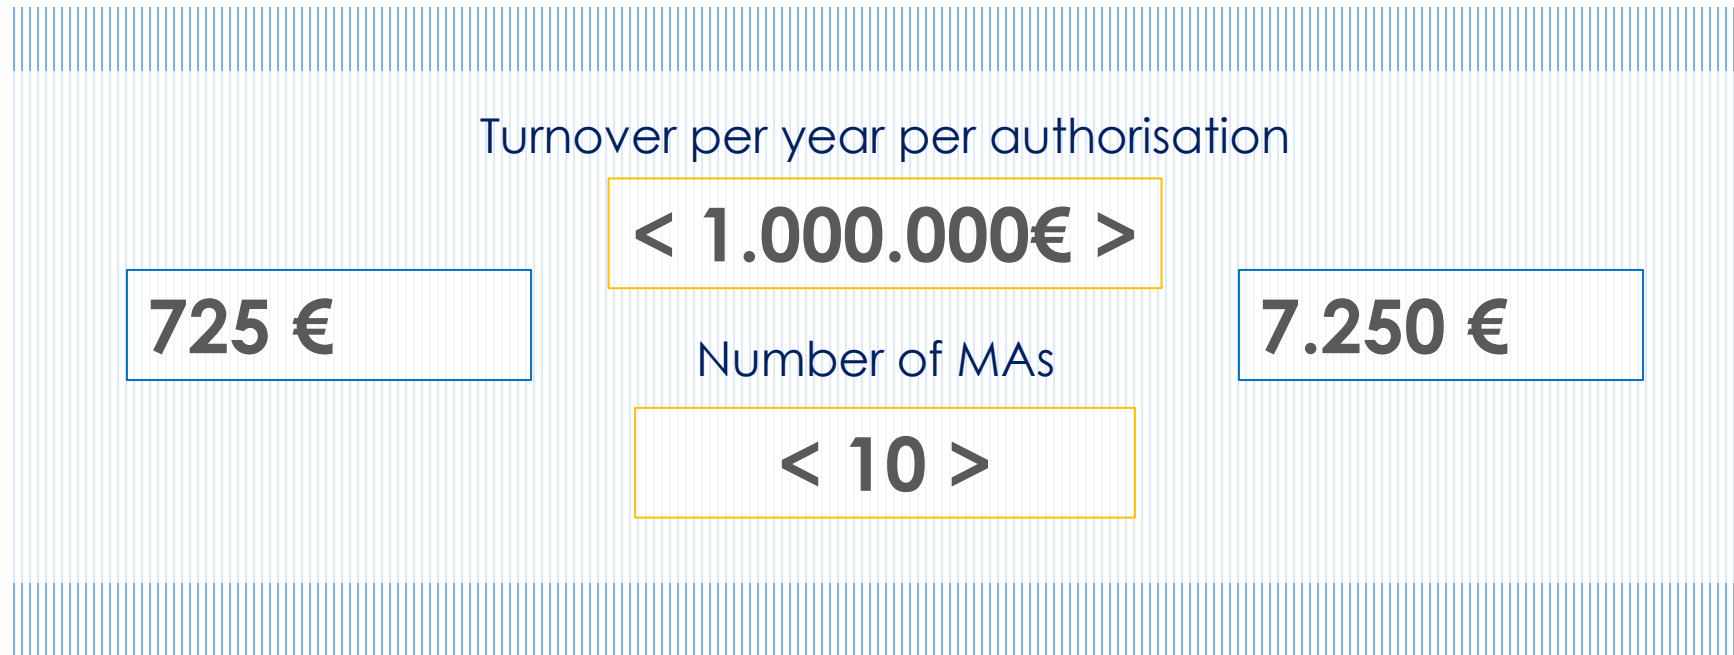 Turnover per year per authorisation
< 1.000.000€ >
725 €
7.250 €
Number of MAs
< 10 >